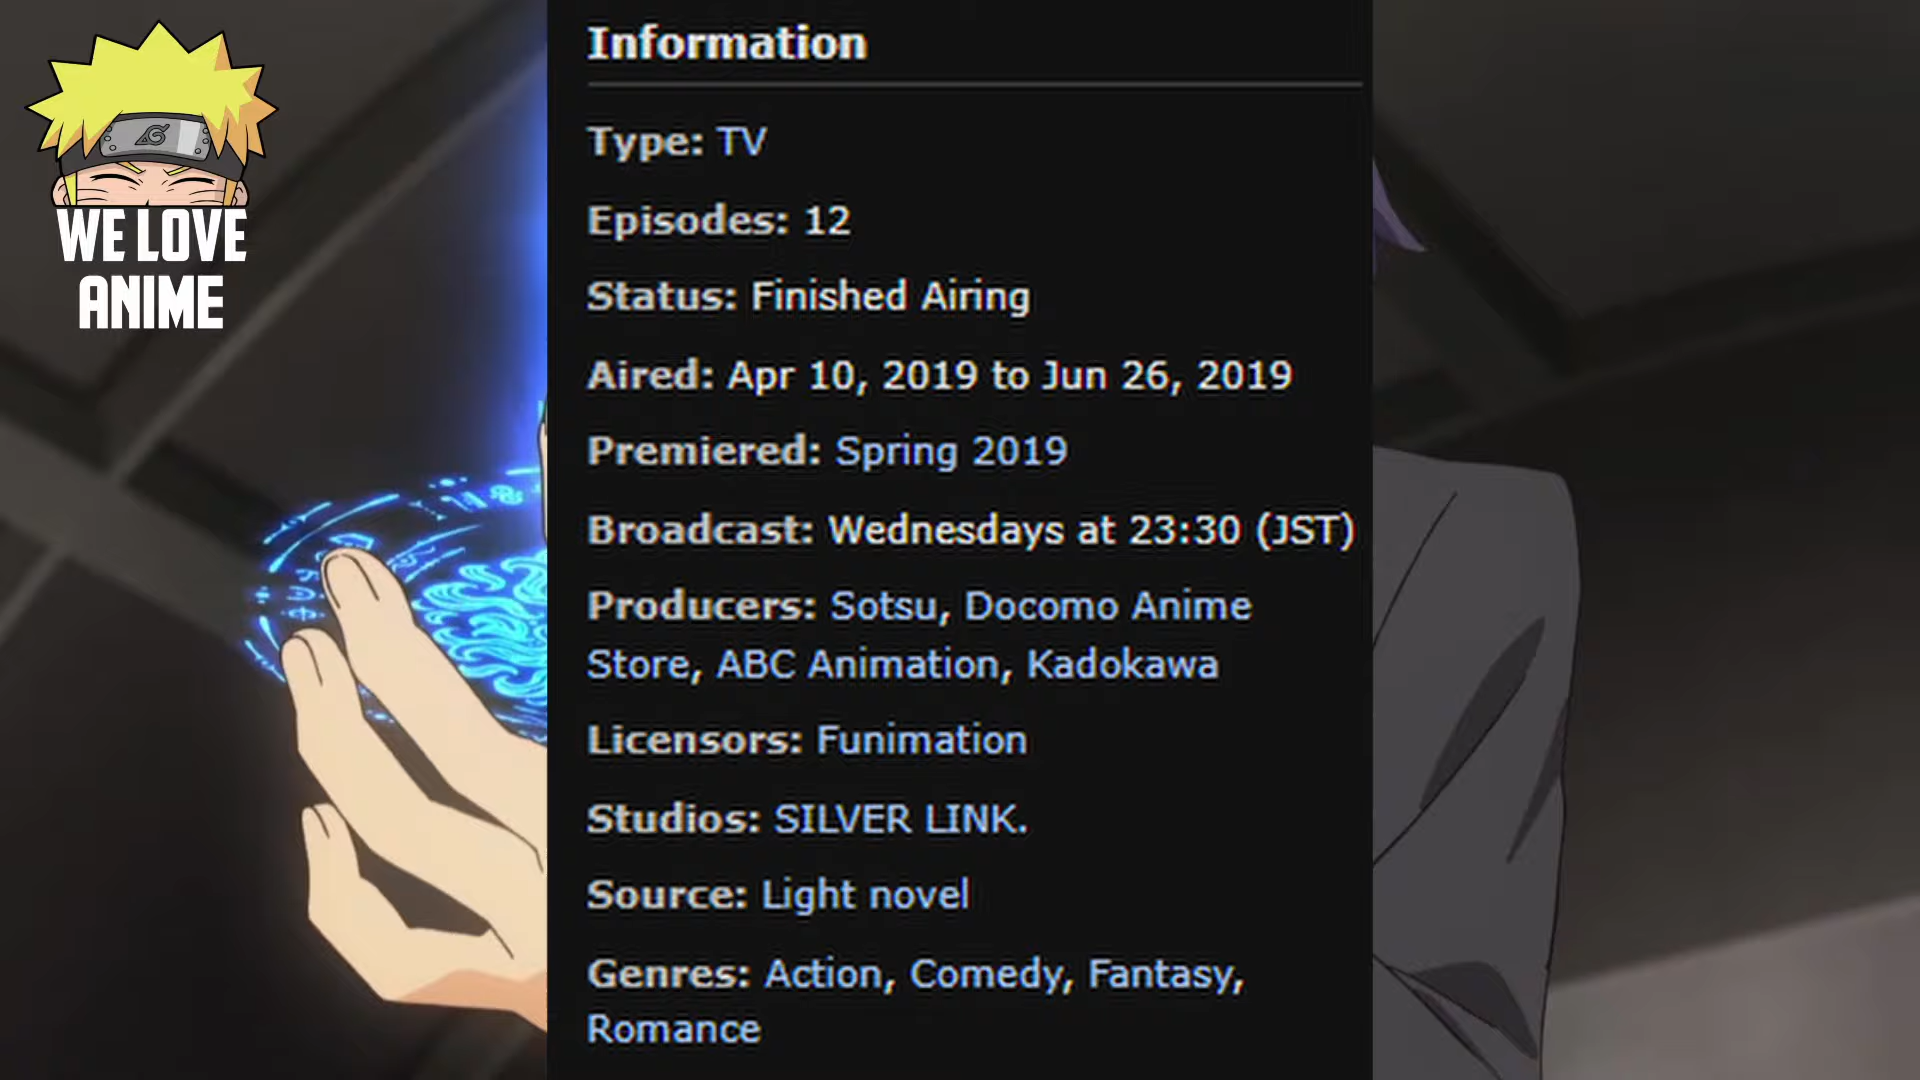 Information
Type: TV
Episodes: 12
Status: Finished Airing
Aired: Apr 10, 2019 to Jun 26, 2019
Premiered: Spring 2019
Broadcast: Wednesdays at 23:30 (JST)
Producers: Sotsu, Docomo Anime
Store, ABC Animation, Kadokawa
Licensors: Funimation
Studios: SILVER LINK.
Source: Light novel
Genres: Action, Comedy, Fantasy,
Romance
WE LOVE
ANIME